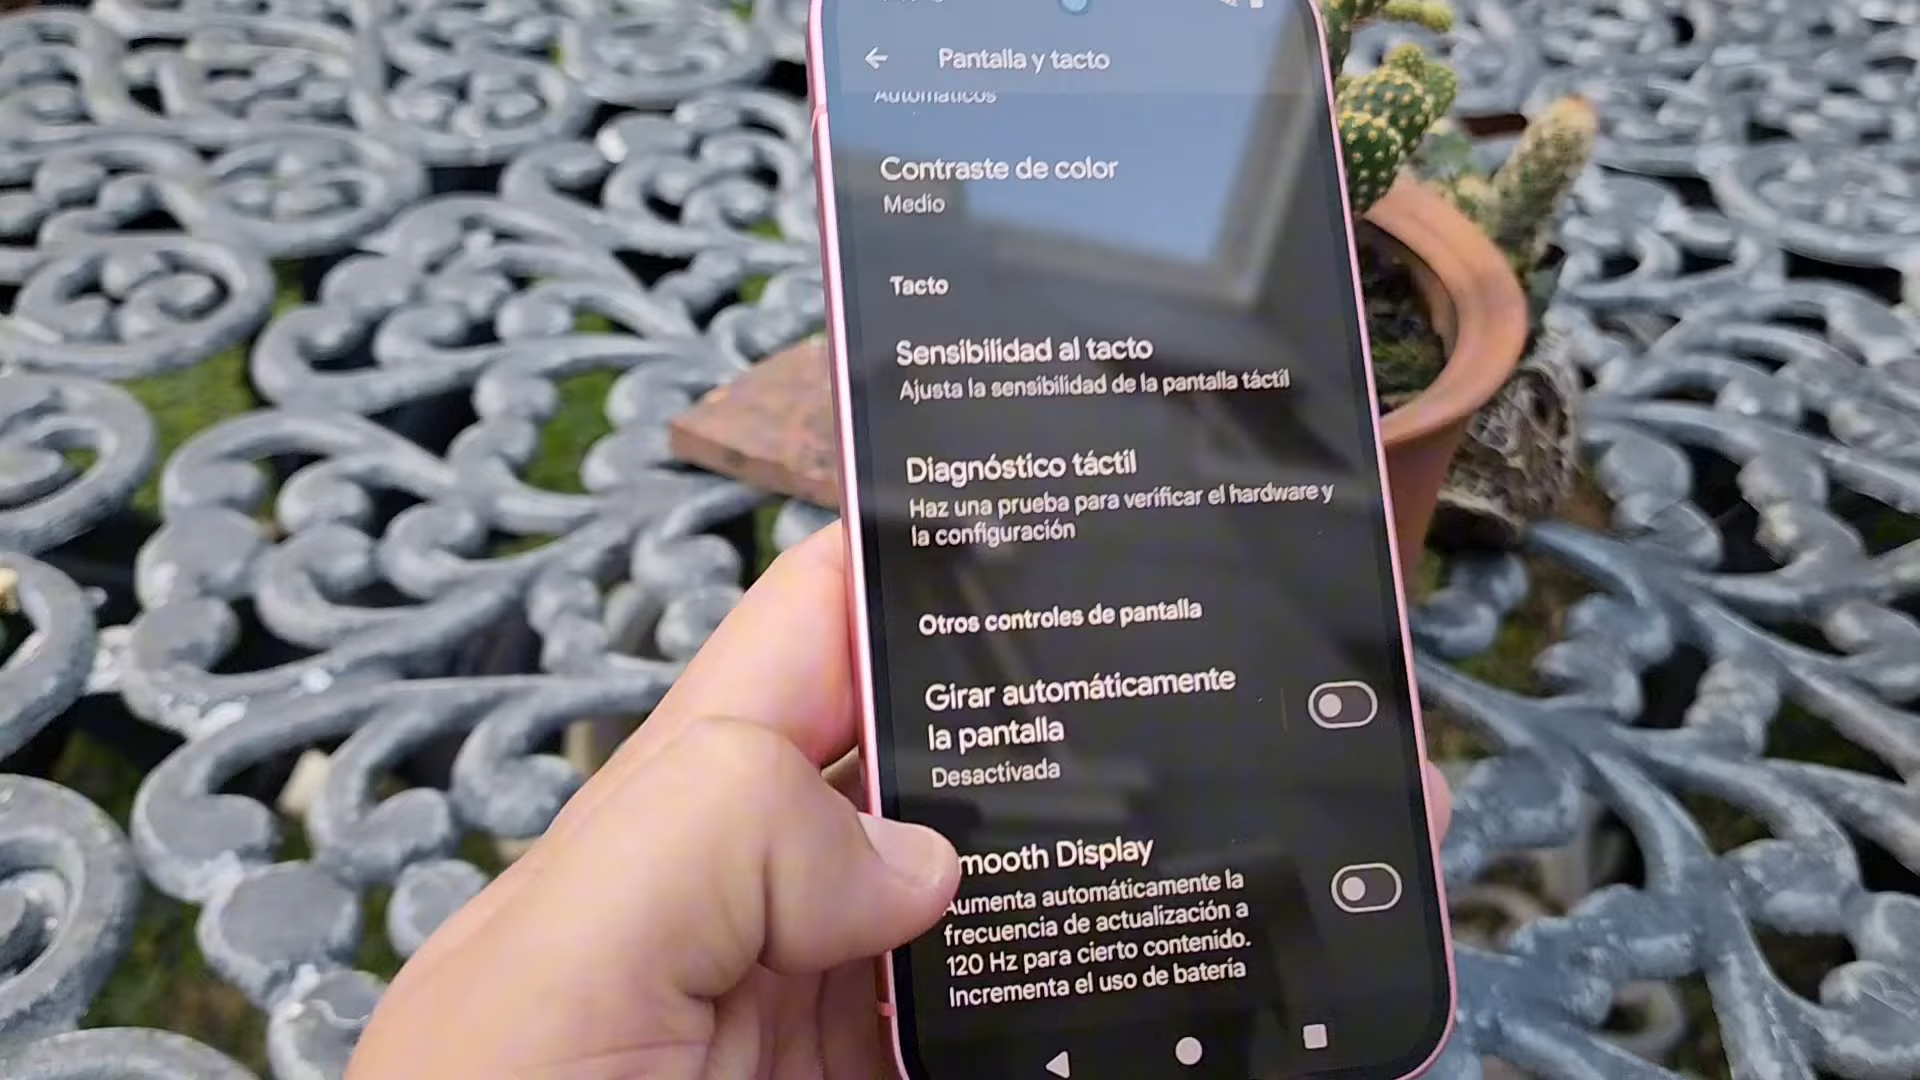 Pantalla y tacto
Automáticos
Contraste de color
Medio
Tacto
Sensibilidad al tacto
Ajusta la sensibilidad de la pantalla táctil
Diagnóstico táctil
Haz una prueba para verificar el hardware y
la configuración
Otros controles de pantalla
Girar automáticamente
la pantalla
Desactivada
mooth Display
Aumenta automáticamente la
frecuencia de actualización a
120 Hz para cierto contenido.
Incrementa el uso de batería